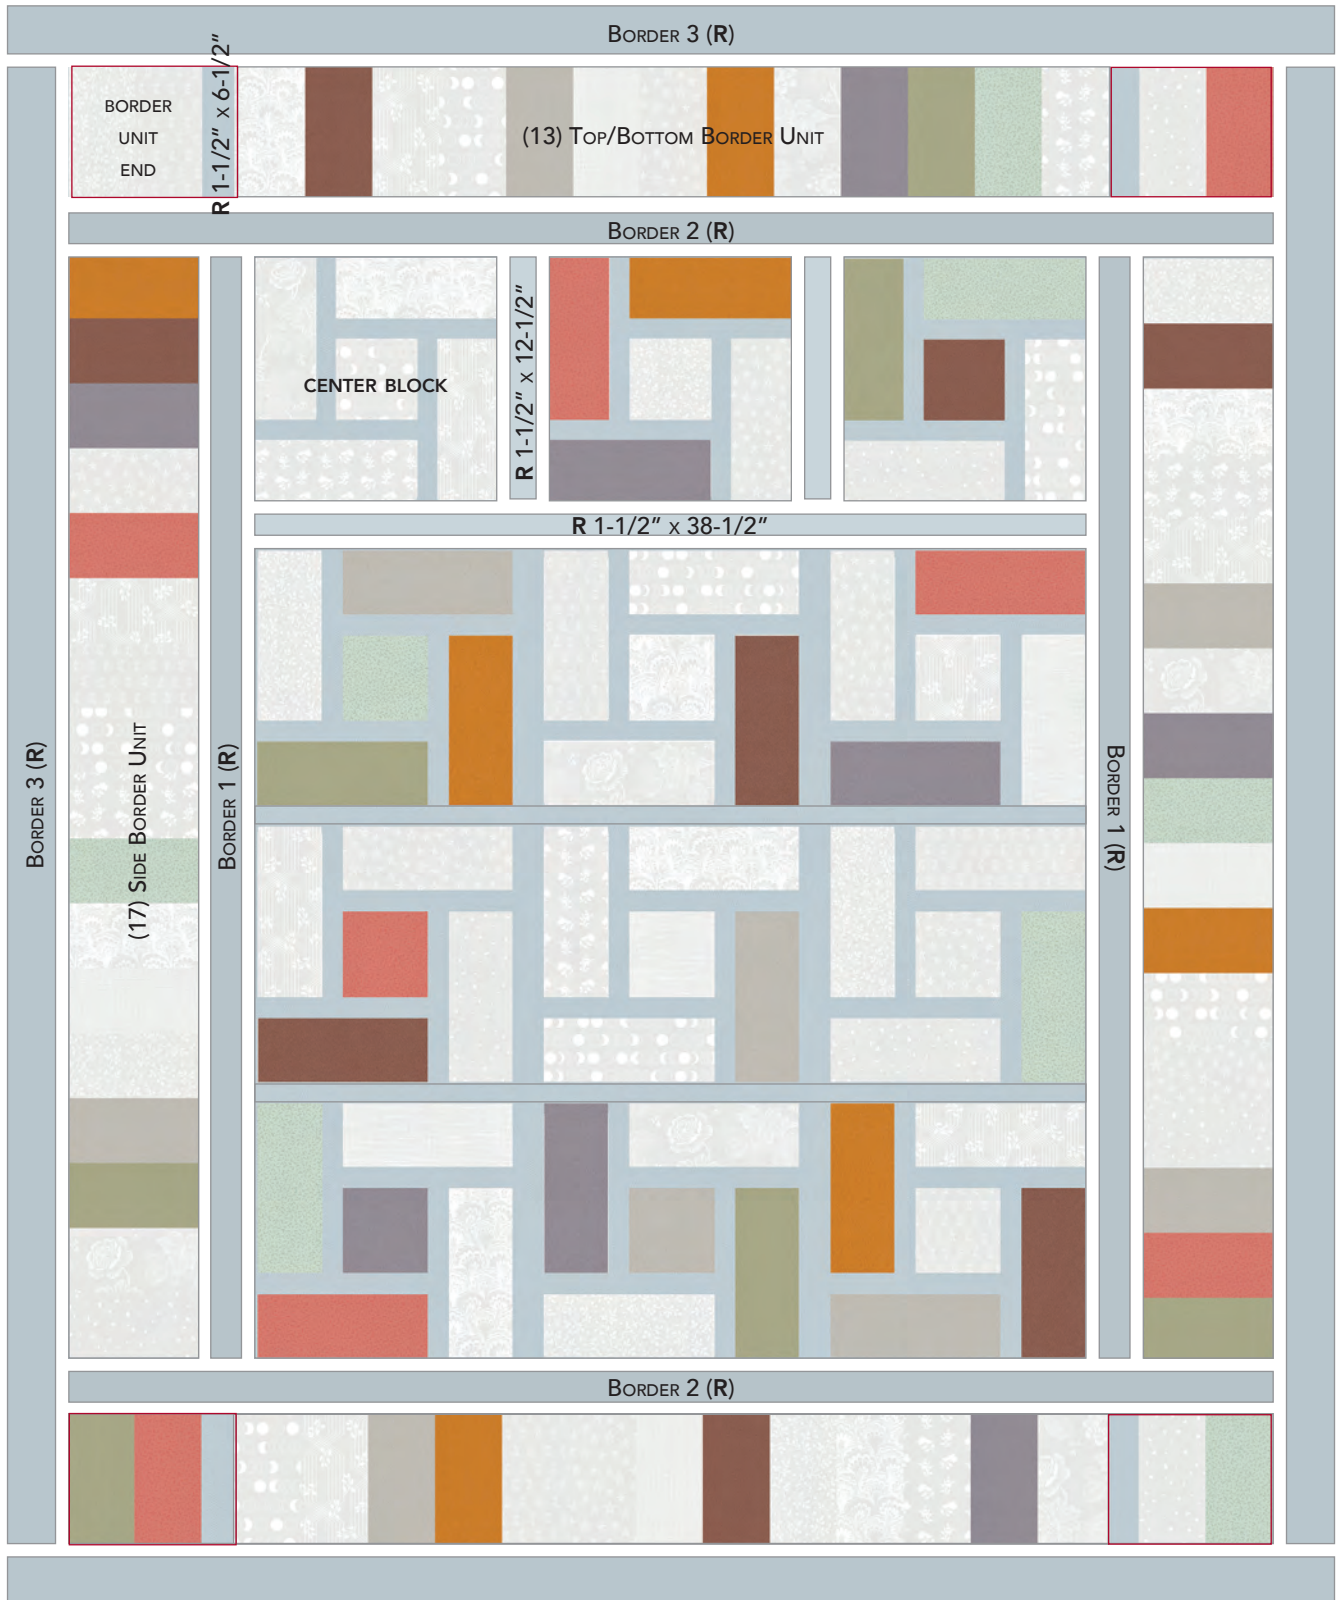 Border 3 (R)
BORDER
UNIT
END
R 1-1/2" x 6-1/2"
(13) Top/Bottom Border Unit
Border 2 (R)
CENTER BLOCK
R 1-1/2" x 12-1/2"
R 1-1/2" x 38-1/2"
Border 3 (R)
(17) Side Border Unit
Border 1 (R)
Border 1 (R)
Border 2 (R)